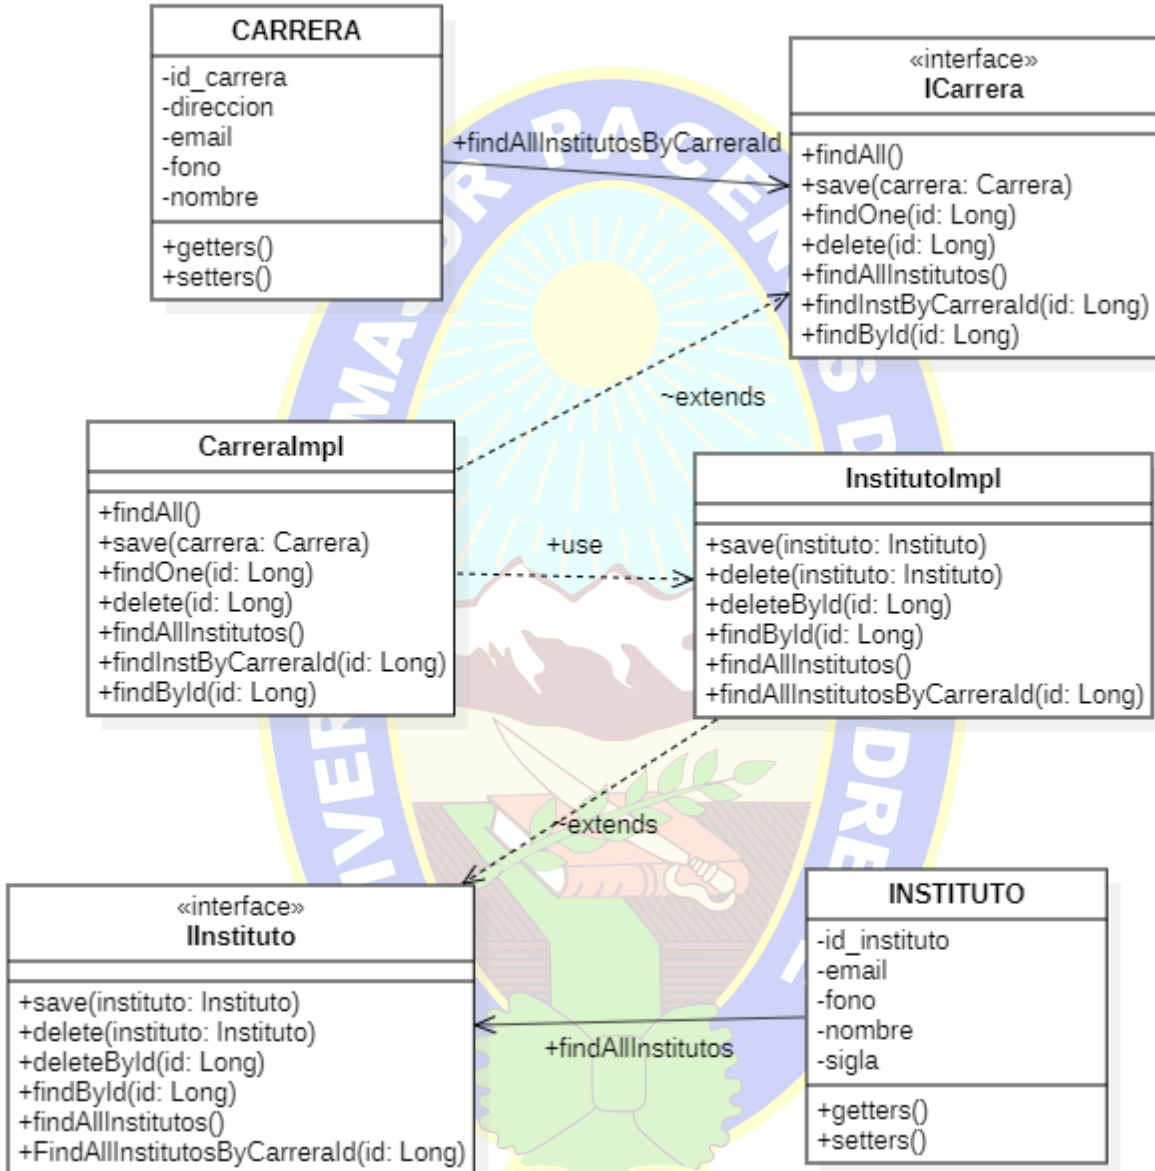 CARRERA
-id_carrera
-direccion
-email
-fono
-nombre
+getters()
+setters()
+findAllInstitutosByCarreraId
«interface»
ICarrera
+findAll()
+save(carrera: Carrera)
+findOne(id: Long)
+delete(id: Long)
+findAllInstitutos()
+findInstByCarreraId(id: Long)
+findById(id: Long)
~extends
CarreraImpl
+findAll()
+save(carrera: Carrera)
+findOne(id: Long)
+delete(id: Long)
+findAllInstitutos()
+findInstByCarreraId(id: Long)
+findById(id: Long)
+use
InstitutoImpl
+save(instituto: Instituto)
+delete(instituto: Instituto)
+deleteById(id: Long)
+findById(id: Long)
+findAllInstitutos()
+findAllInstitutosByCarreraId(id: Long)
~extends
«interface»
IInstituto
+save(instituto: Instituto)
+delete(instituto: Instituto)
+deleteById(id: Long)
+findById(id: Long)
+findAllInstitutos()
+FindAllInstitutosByCarreraId(id: Long)
+findAllInstitutos
INSTITUTO
-id_instituto
-email
-fono
-nombre
-sigla
+getters()
+setters()